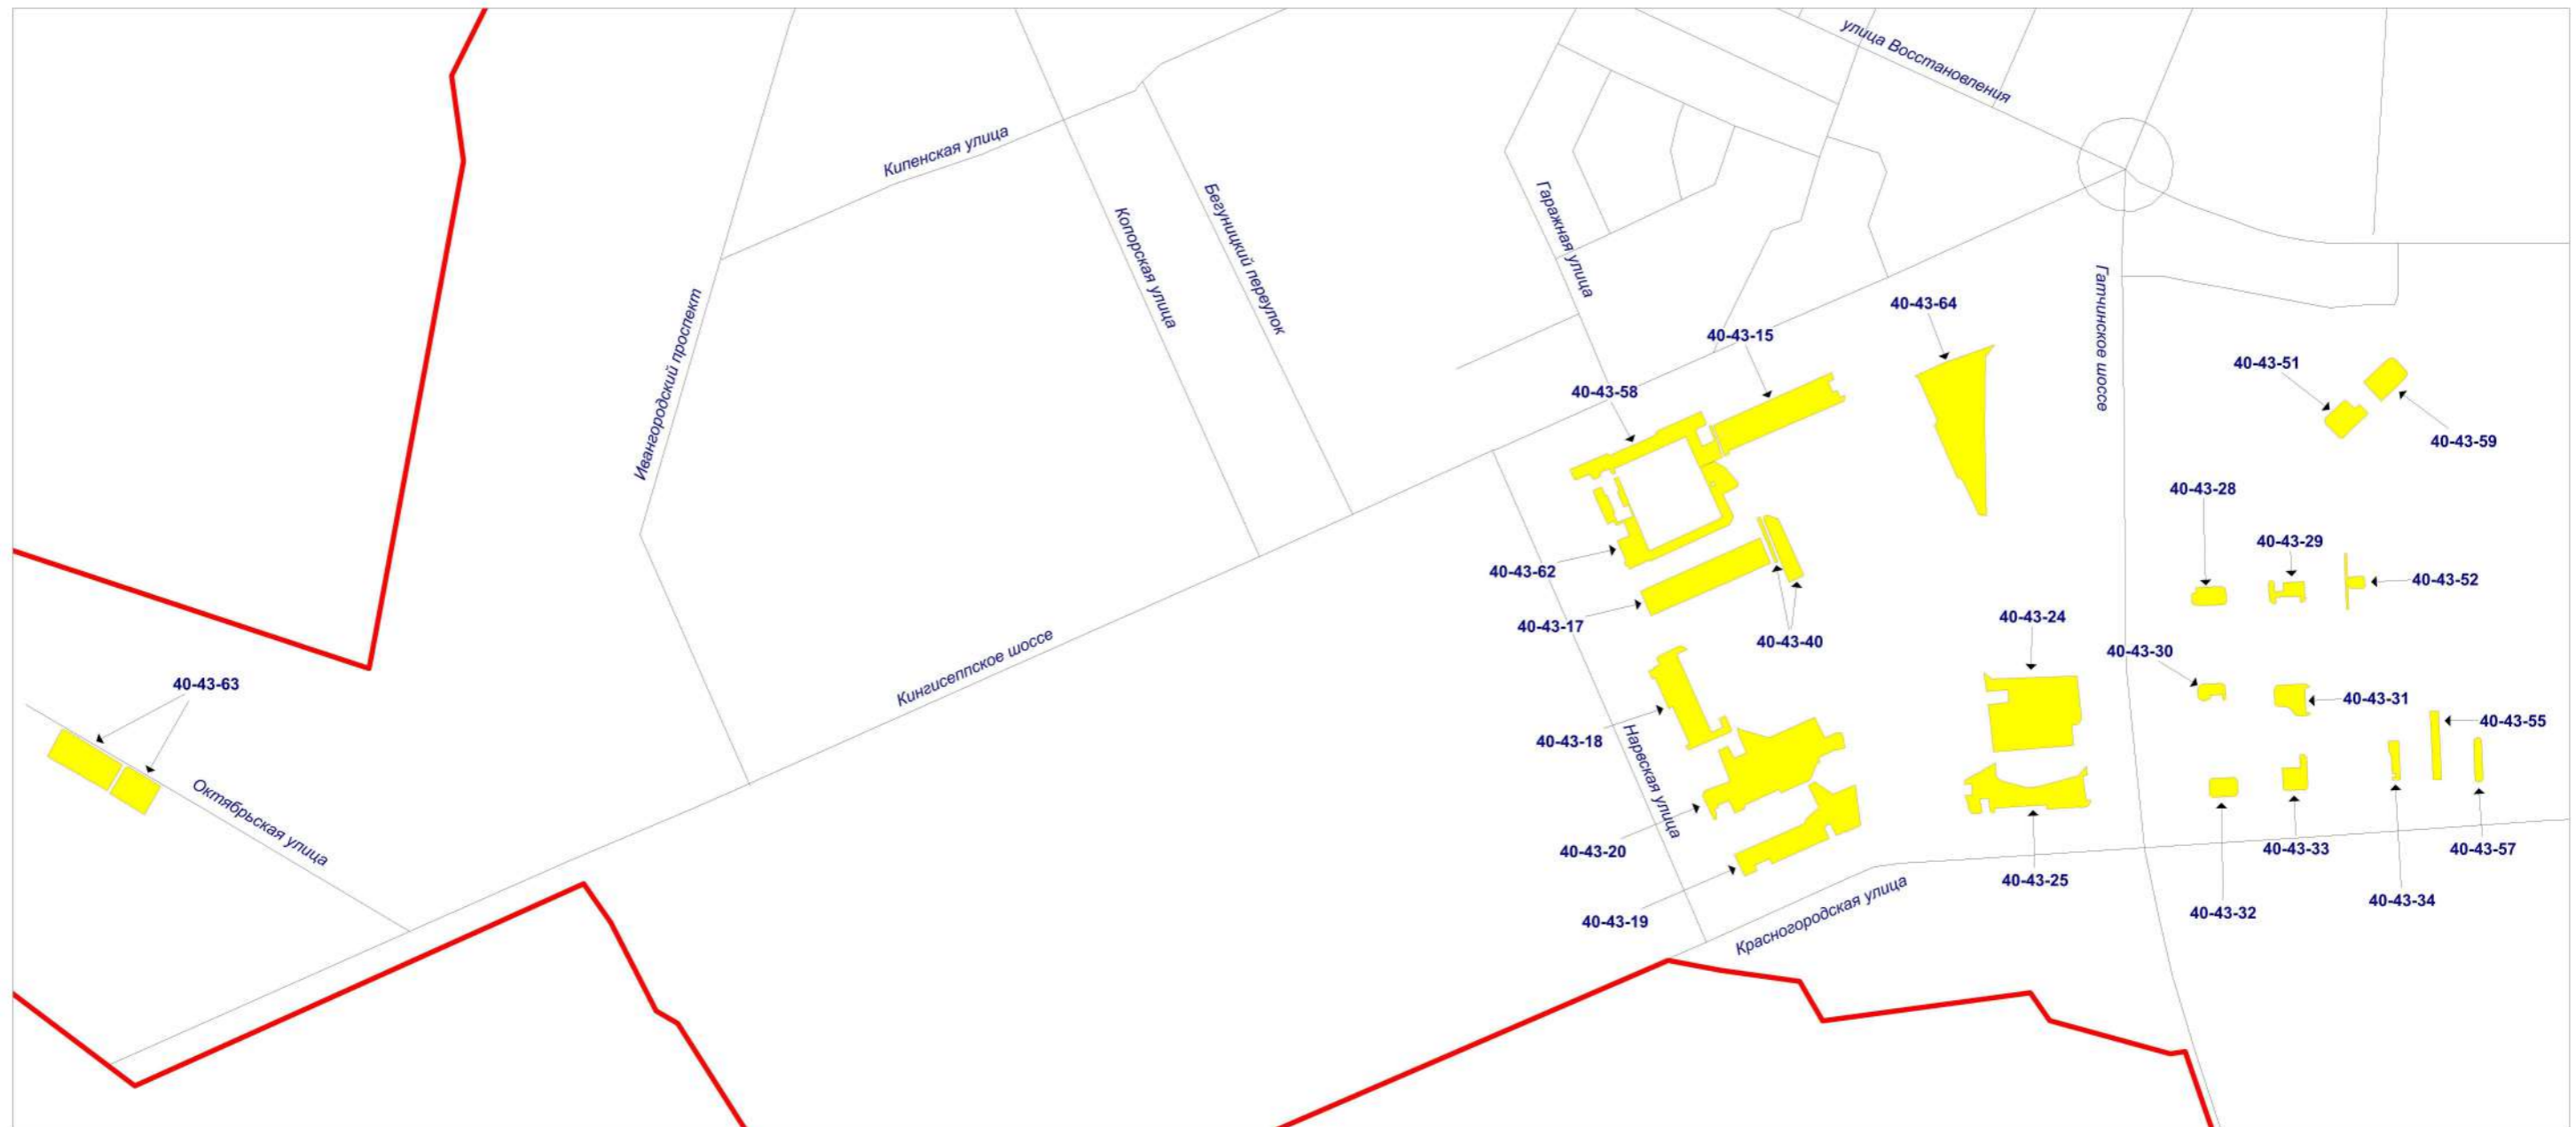 улица Восстановления
Кипенская улица
Бегуницкий переулок
Копорская улица
Гаражная улица
Ивангородский проспект
Гатчинское шоссе
40-43-64
40-43-15
40-43-58
40-43-51
40-43-59
40-43-28
40-43-29
40-43-52
40-43-62
40-43-17
40-43-40
40-43-24
40-43-30
40-43-31
40-43-55
Кингисеппское шоссе
40-43-63
40-43-18
Нарвская улица
Октябрьская улица
40-43-20
40-43-33
40-43-57
40-43-25
40-43-34
40-43-32
40-43-19
Красногородская улица